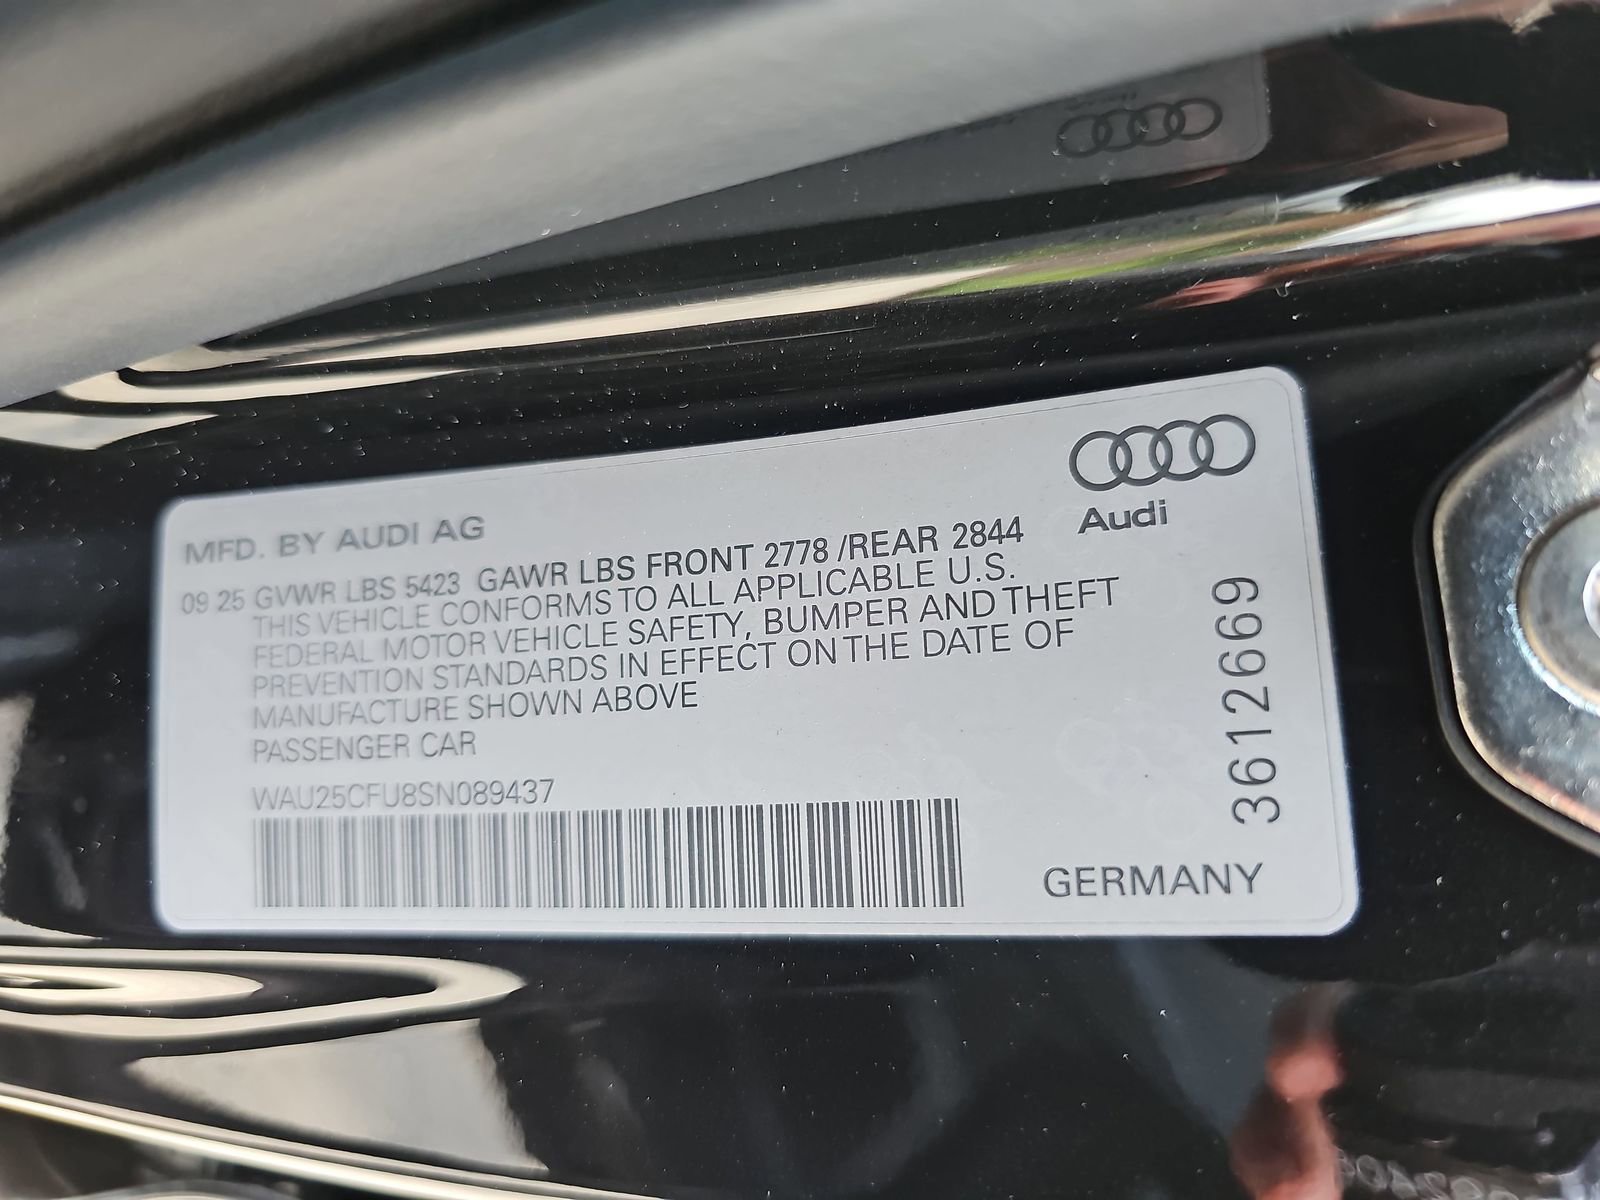 MFD. BY AUDI AG
09 25 GVWR LBS 5423 GAWR LBS FRONT 2778 /REAR 2844
THIS VEHICLE CONFORMS TO ALL APPLICABLE U.S.
FEDERAL MOTOR VEHICLE SAFETY, BUMPER AND THEFT
PREVENTION STANDARDS IN EFFECT ON THE DATE OF
MANUFACTURE SHOWN ABOVE
PASSENGER CAR
WAU25CFU8SN089437
Audi
3612669
GERMANY